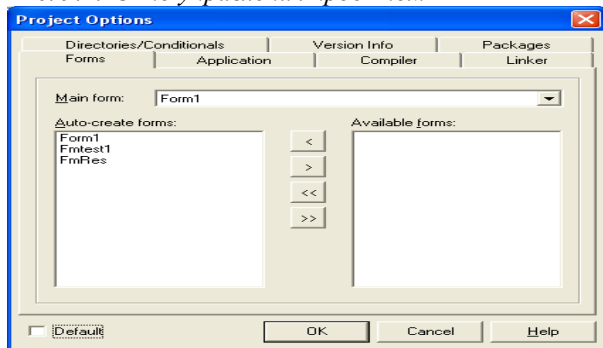 Project Options
Directories/Conditionals Version Info Packages
Forms Application Compiler Linker
Main form: Form1
Auto-create forms: Available forms:
Form1
Fmtest1
FmRes
<
>
<<
>>
Default OK Cancel Help